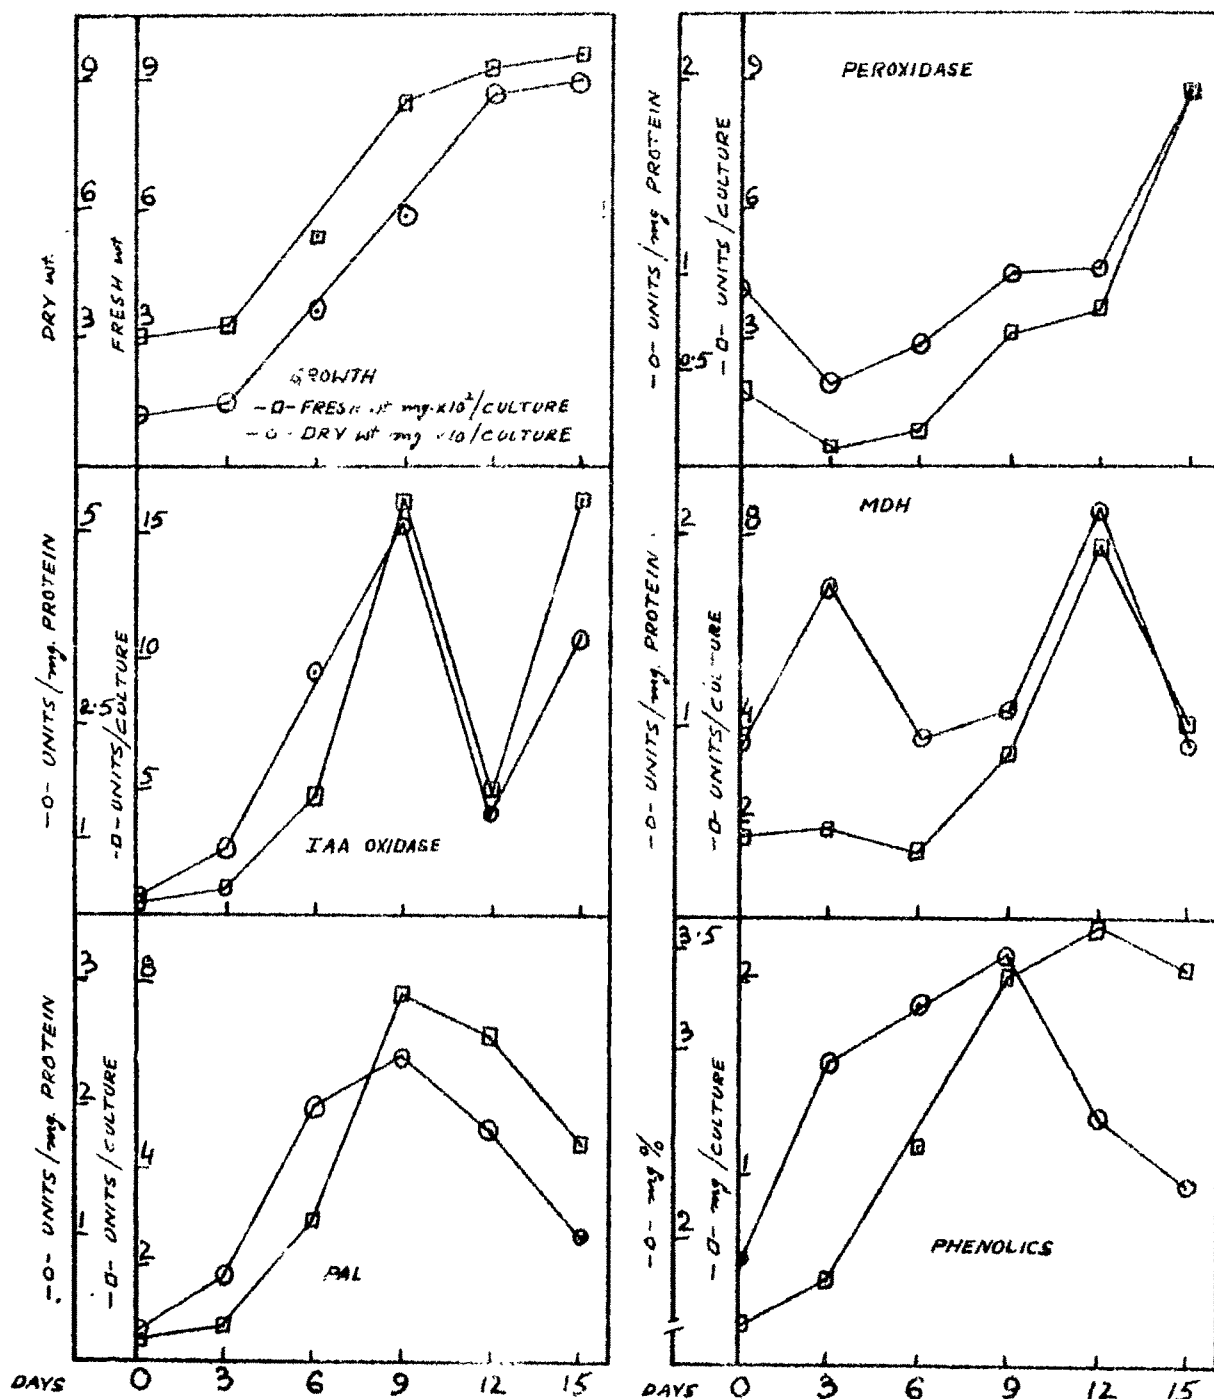 9 9
6 6
3 3
DRY wt.
FRESH wt
GROWTH
-□- FRESH wt mg.x10²/CULTURE
-o- DRY wt mg x10/CULTURE
2 9
6
1
3
0.5
-o- UNITS/mg PROTEIN
-□- UNITS/CULTURE
PEROXIDASE
5 15
10
2.5
5
1
-o- UNITS/mg. PROTEIN
-□- UNITS/CULTURE
IAA OXIDASE
2 8
1 4
2
-o- UNITS/mg. PROTEIN.
-□- UNITS/CULTURE
MDH
3 8
2
4
1
2
-o- UNITS/mg. PROTEIN
-□- UNITS/CULTURE
PAL
DAYS 0 3 6 9 12 15
3.5
2
3
1
2
-o- mg%
-□- mg/CULTURE
PHENOLICS
DAYS 0 3 6 9 12 15